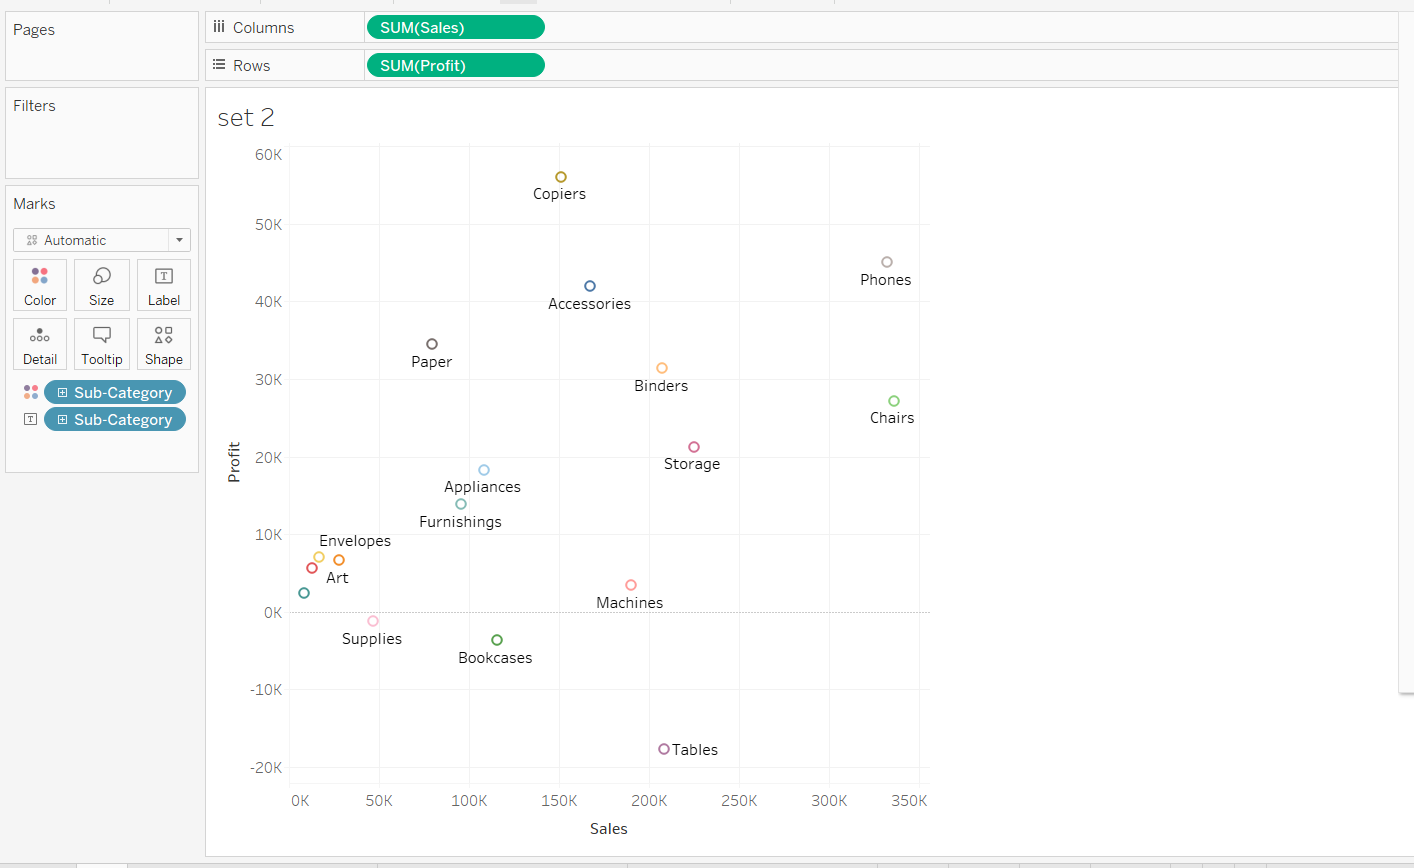 Pages
Columns
SUM(Sales)
Rows
SUM(Profit)
Filters
Marks
Automatic
Color
Size
T
Label
Detail
Tooltip
Shape
Sub-Category
T
Sub-Category
set 2
60K
50K
40K
30K
20K
10K
0K
-10K
-20K
Profit
Copiers
Phones
Accessories
Paper
Binders
Chairs
Storage
Appliances
Furnishings
Envelopes
Art
Machines
Supplies
Bookcases
Tables
0K
50K
100K
150K
200K
250K
300K
350K
Sales